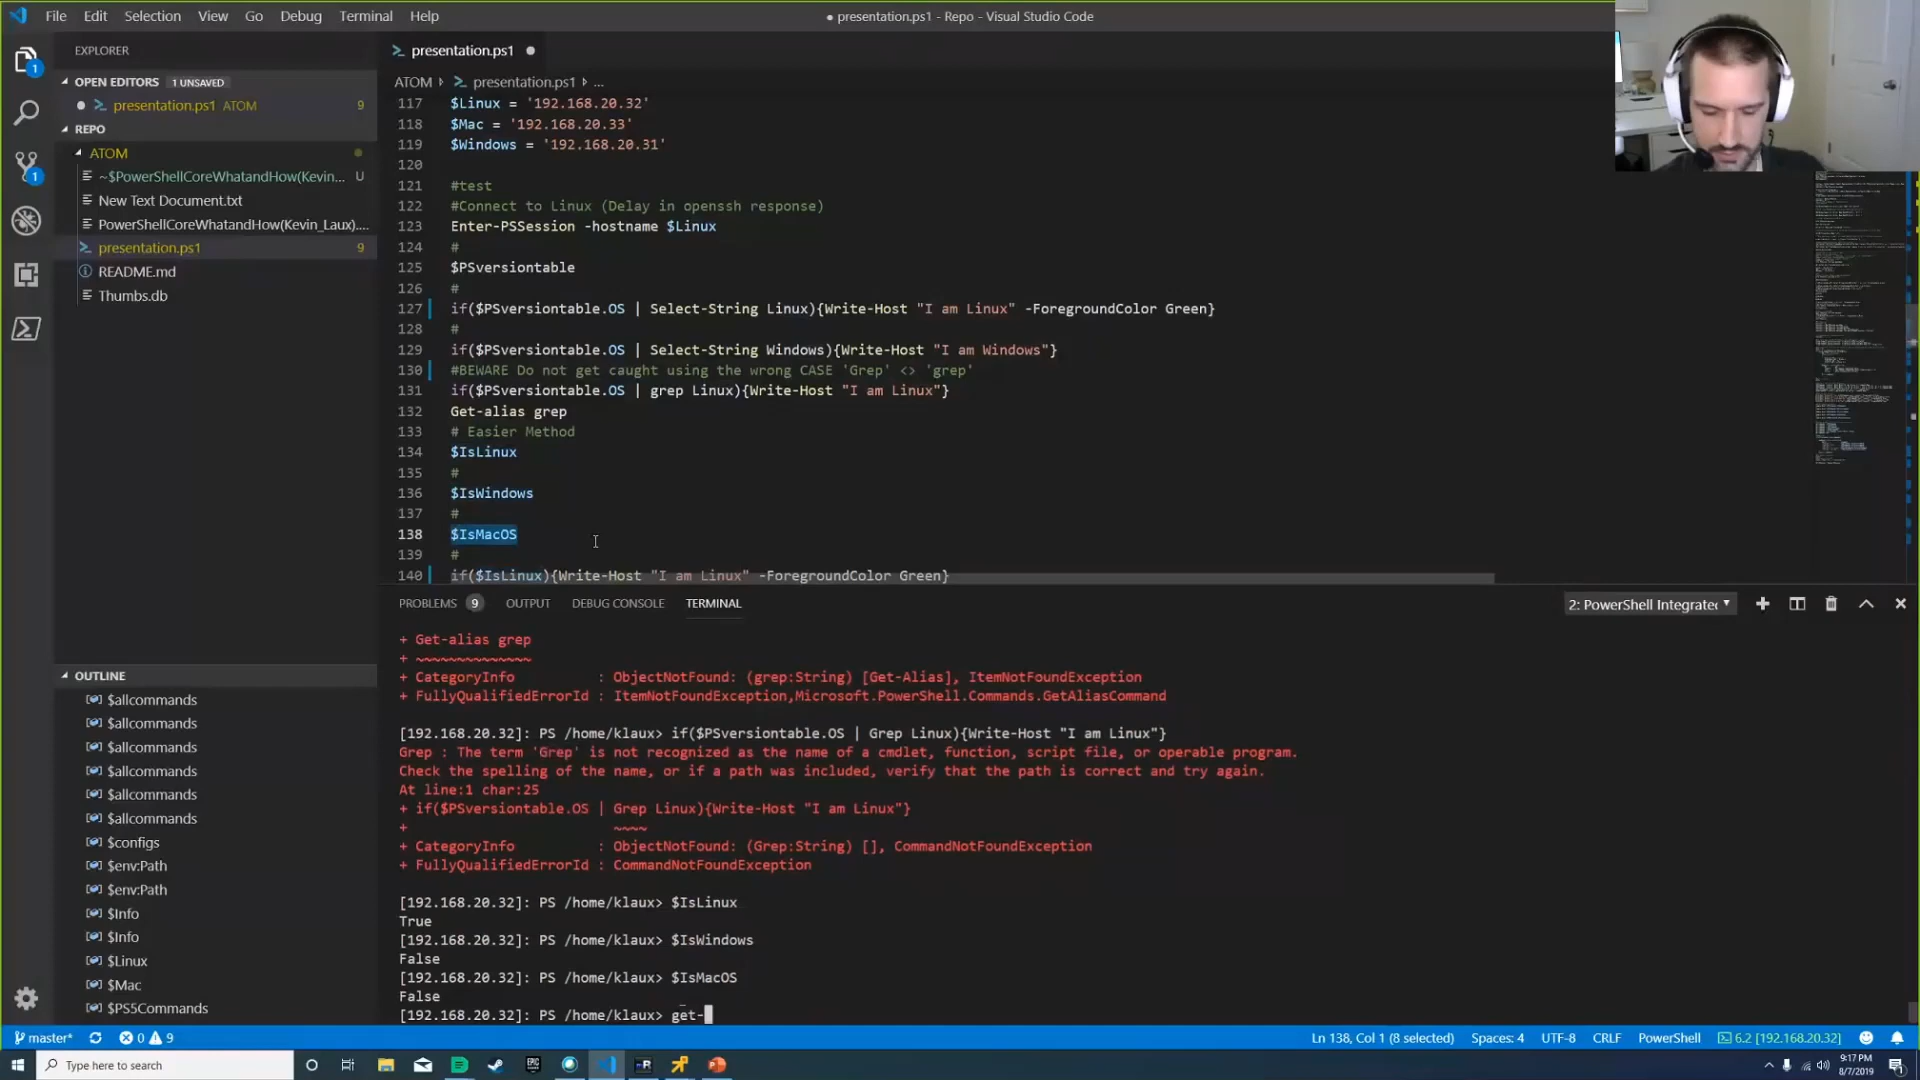 File Edit Selection View Go Debug Terminal Help
● presentation.ps1 - Repo - Visual Studio Code
EXPLORER
OPEN EDITORS 1 UNSAVED
presentation.ps1 ATOM 9
REPO
ATOM
~$PowerShellCoreWhatandHow(Kevin... U
New Text Document.txt
PowerShellCoreWhatandHow(Kevin_Laux)....
presentation.ps1 9
README.md
Thumbs.db
OUTLINE
$allcommands
$allcommands
$allcommands
$allcommands
$allcommands
$allcommands
$configs
$env:Path
$env:Path
$Info
$Info
$Linux
$Mac
$PS5Commands
presentation.ps1
ATOM presentation.ps1 ...
117 $Linux = '192.168.20.32'
118 $Mac = '192.168.20.33'
119 $Windows = '192.168.20.31'
120
121 #test
122 #Connect to Linux (Delay in openssh response)
123 Enter-PSSession -hostname $Linux
124 #
125 $PSversiontable
126 #
127 if($PSversiontable.OS | Select-String Linux){Write-Host "I am Linux" -ForegroundColor Green}
128 #
129 if($PSversiontable.OS | Select-String Windows){Write-Host "I am Windows"}
130 #BEWARE Do not get caught using the wrong CASE 'Grep' <> 'grep'
131 if($PSversiontable.OS | grep Linux){Write-Host "I am Linux"}
132 Get-alias grep
133 # Easier Method
134 $IsLinux
135 #
136 $IsWindows
137 #
138 $IsMacOS
139 #
140 if($IsLinux){Write-Host "I am Linux" -ForegroundColor Green}
PROBLEMS 9 OUTPUT DEBUG CONSOLE TERMINAL
2: PowerShell Integrate
+ Get-alias grep
+ ~~~~~~~~~~~~~~
+ CategoryInfo : ObjectNotFound: (grep:String) [Get-Alias], ItemNotFoundException
+ FullyQualifiedErrorId : ItemNotFoundException,Microsoft.PowerShell.Commands.GetAliasCommand
[192.168.20.32]: PS /home/klaux> if($PSversiontable.OS | Grep Linux){Write-Host "I am Linux"}
Grep : The term 'Grep' is not recognized as the name of a cmdlet, function, script file, or operable program.
Check the spelling of the name, or if a path was included, verify that the path is correct and try again.
At line:1 char:25
+ if($PSversiontable.OS | Grep Linux){Write-Host "I am Linux"}
+ ~~~~
+ CategoryInfo : ObjectNotFound: (Grep:String) [], CommandNotFoundException
+ FullyQualifiedErrorId : CommandNotFoundException
[192.168.20.32]: PS /home/klaux> $IsLinux
True
[192.168.20.32]: PS /home/klaux> $IsWindows
False
[192.168.20.32]: PS /home/klaux> $IsMacOS
False
[192.168.20.32]: PS /home/klaux> get-
master* 0 9
Ln 138, Col 1 (8 selected) Spaces: 4 UTF-8 CRLF PowerShell 6.2 [192.168.20.32]
Type here to search
9:17 PM
8/7/2019